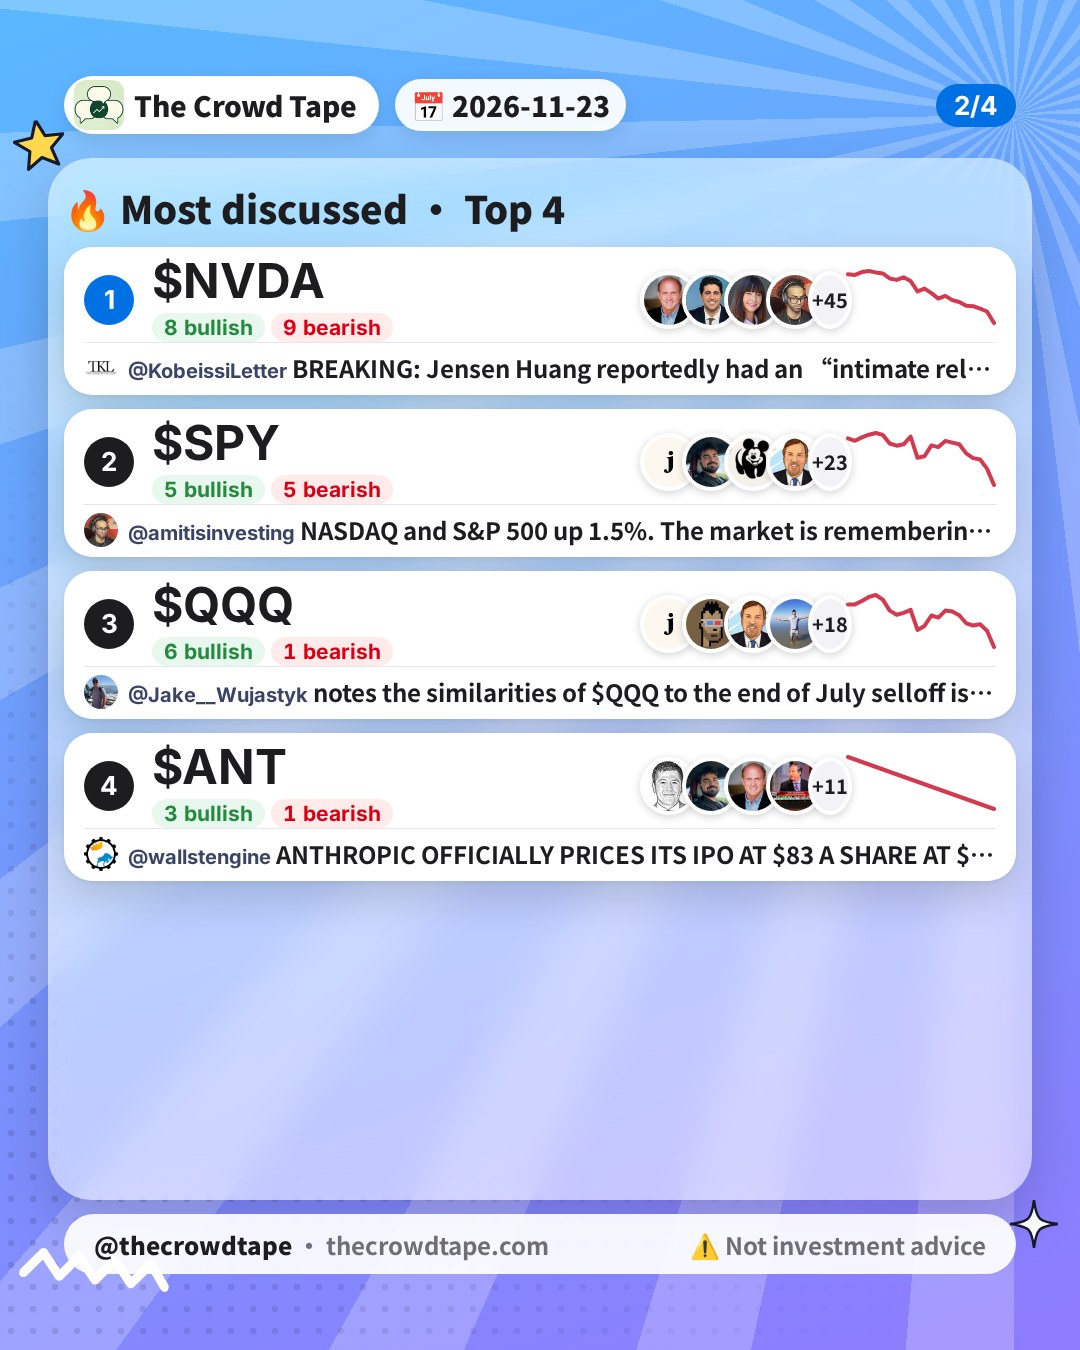 The Crowd Tape
July
17
2026-11-23
2/4
🔥 Most discussed • Top 4
1
$NVDA
8 bullish
9 bearish
+45
TKL
@KobeissiLetter BREAKING: Jensen Huang reportedly had an “intimate rel…
2
$SPY
5 bullish
5 bearish
j
+23
@amitisinvesting NASDAQ and S&P 500 up 1.5%. The market is rememberin…
3
$QQQ
6 bullish
1 bearish
j
+18
@Jake__Wujastyk notes the similarities of $QQQ to the end of July selloff is…
4
$ANT
3 bullish
1 bearish
+11
@wallstengine ANTHROPIC OFFICIALLY PRICES ITS IPO AT $83 A SHARE AT $…
@thecrowdtape • thecrowdtape.com
⚠️ Not investment advice